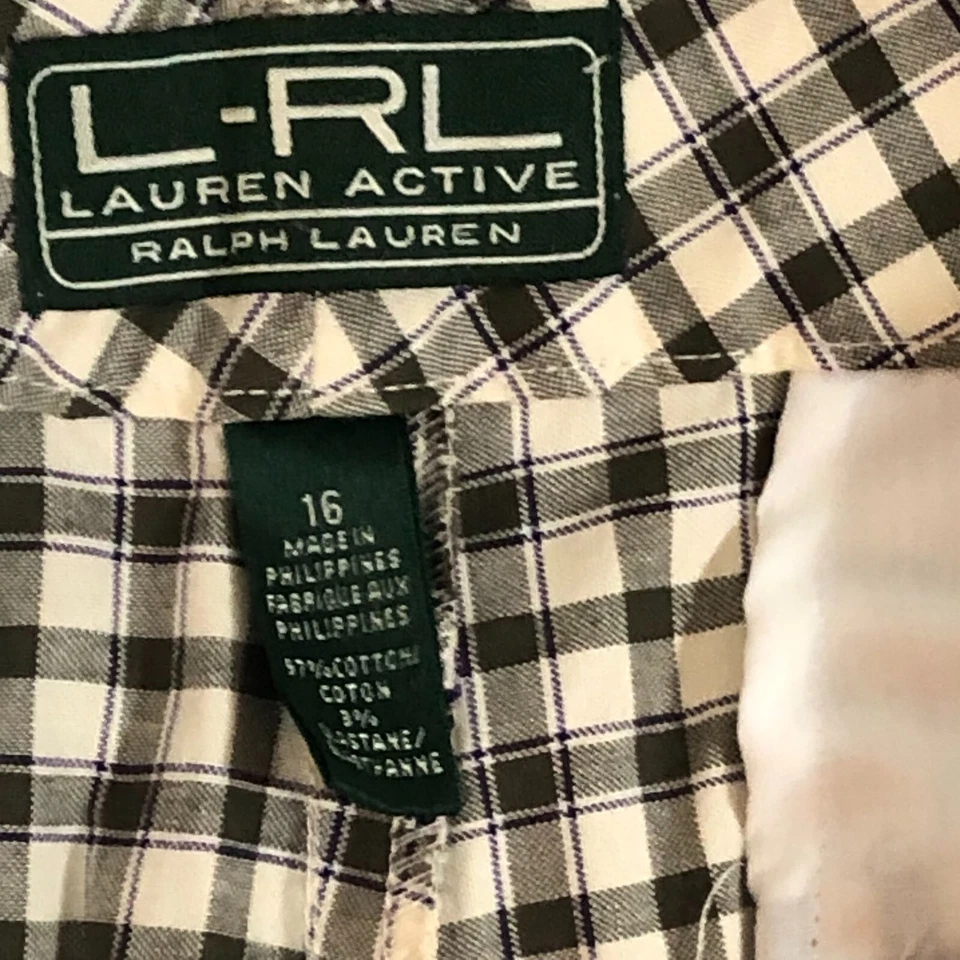 L-RL
LAUREN ACTIVE
RALPH LAUREN
16
MADE IN
PHILIPPINES
FABRIQUE AUX
PHILIPPINES
97% COTTON/
COTON
3%